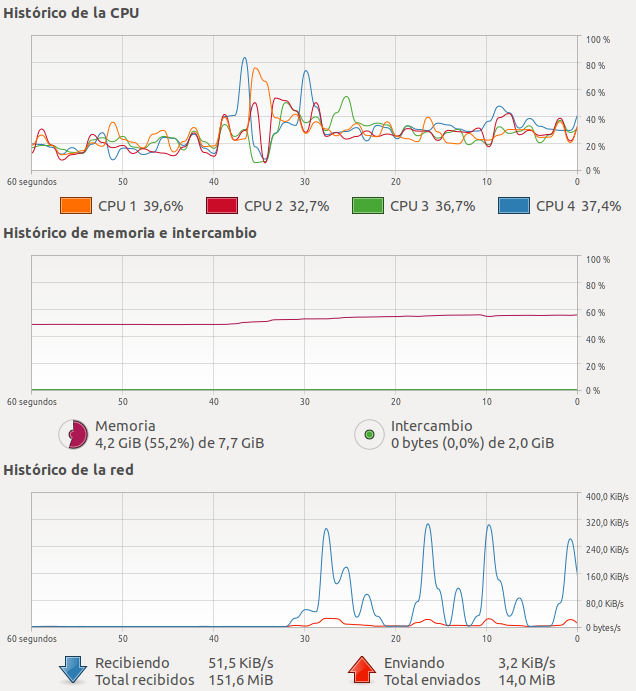 Histórico de la CPU
100 %
80 %
60 %
40 %
20 %
0 %
60 segundos 50 40 30 20 10 0
CPU 1 39,6% CPU 2 32,7% CPU 3 36,7% CPU 4 37,4%
Histórico de memoria e intercambio
100 %
80 %
60 %
40 %
20 %
0 %
60 segundos 50 40 30 20 10 0
Memoria
4,2 GiB (55,2%) de 7,7 GiB
Intercambio
0 bytes (0,0%) de 2,0 GiB
Histórico de la red
400,0 KiB/s
320,0 KiB/s
240,0 KiB/s
160,0 KiB/s
80,0 KiB/s
0 bytes/s
60 segundos 50 40 30 20 10 0
Recibiendo 51,5 KiB/s
Total recibidos 151,6 MiB
Enviando 3,2 KiB/s
Total enviados 14,0 MiB